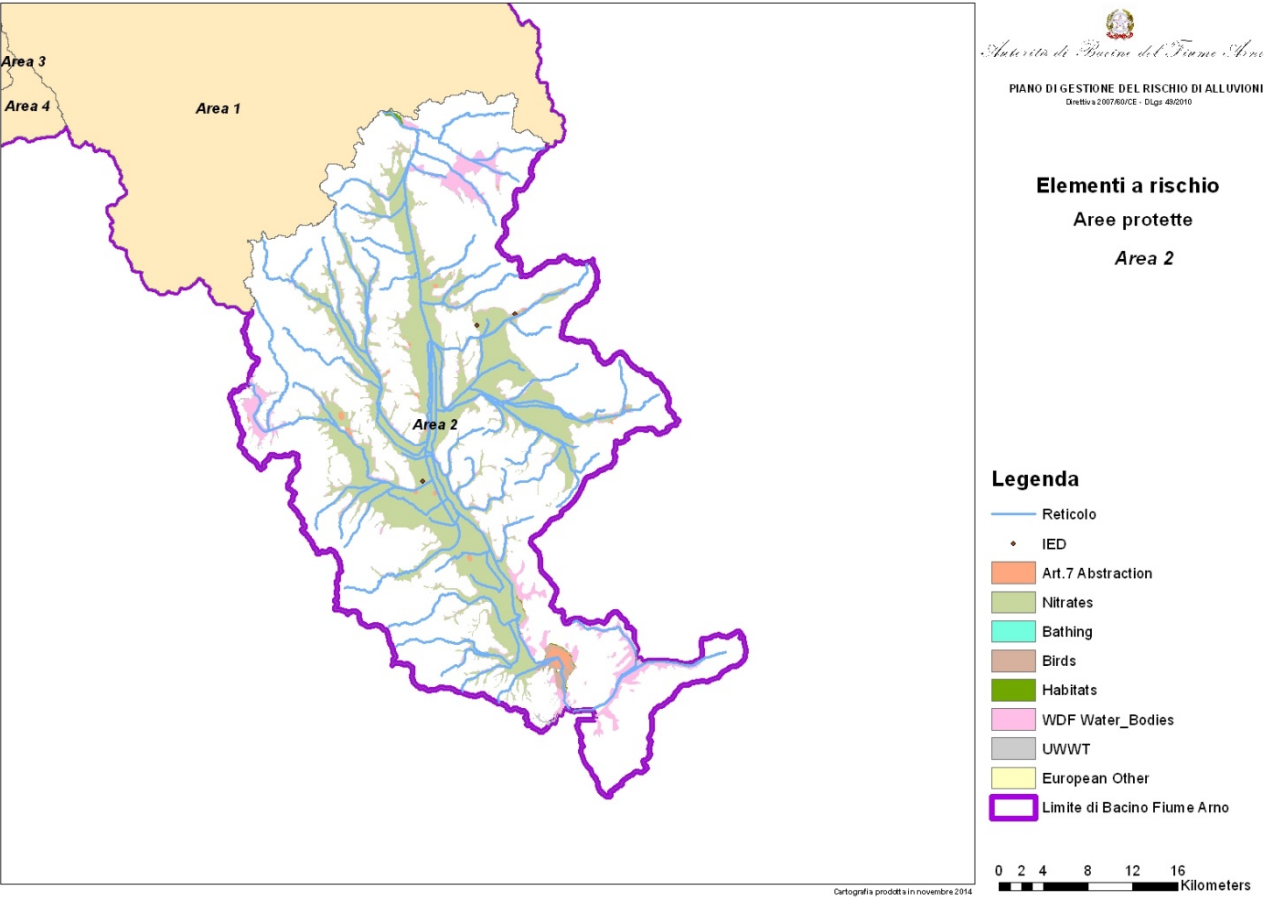 Area 3
Area 4
Area 1
Area 2
Autorità di Bacino del Fiume Arno
PIANO DI GESTIONE DEL RISCHIO DI ALLUVIONI
Direttiva 2007/60/CE - DLgs 49/2010
Elementi a rischio
Aree protette
Area 2
Legenda
Reticolo
IED
Art.7 Abstraction
Nitrates
Bathing
Birds
Habitats
WDF Water_Bodies
UWWT
European Other
Limite di Bacino Fiume Arno
0 2 4 8 12 16
Kilometers
Cartografia prodotta in novembre 2014